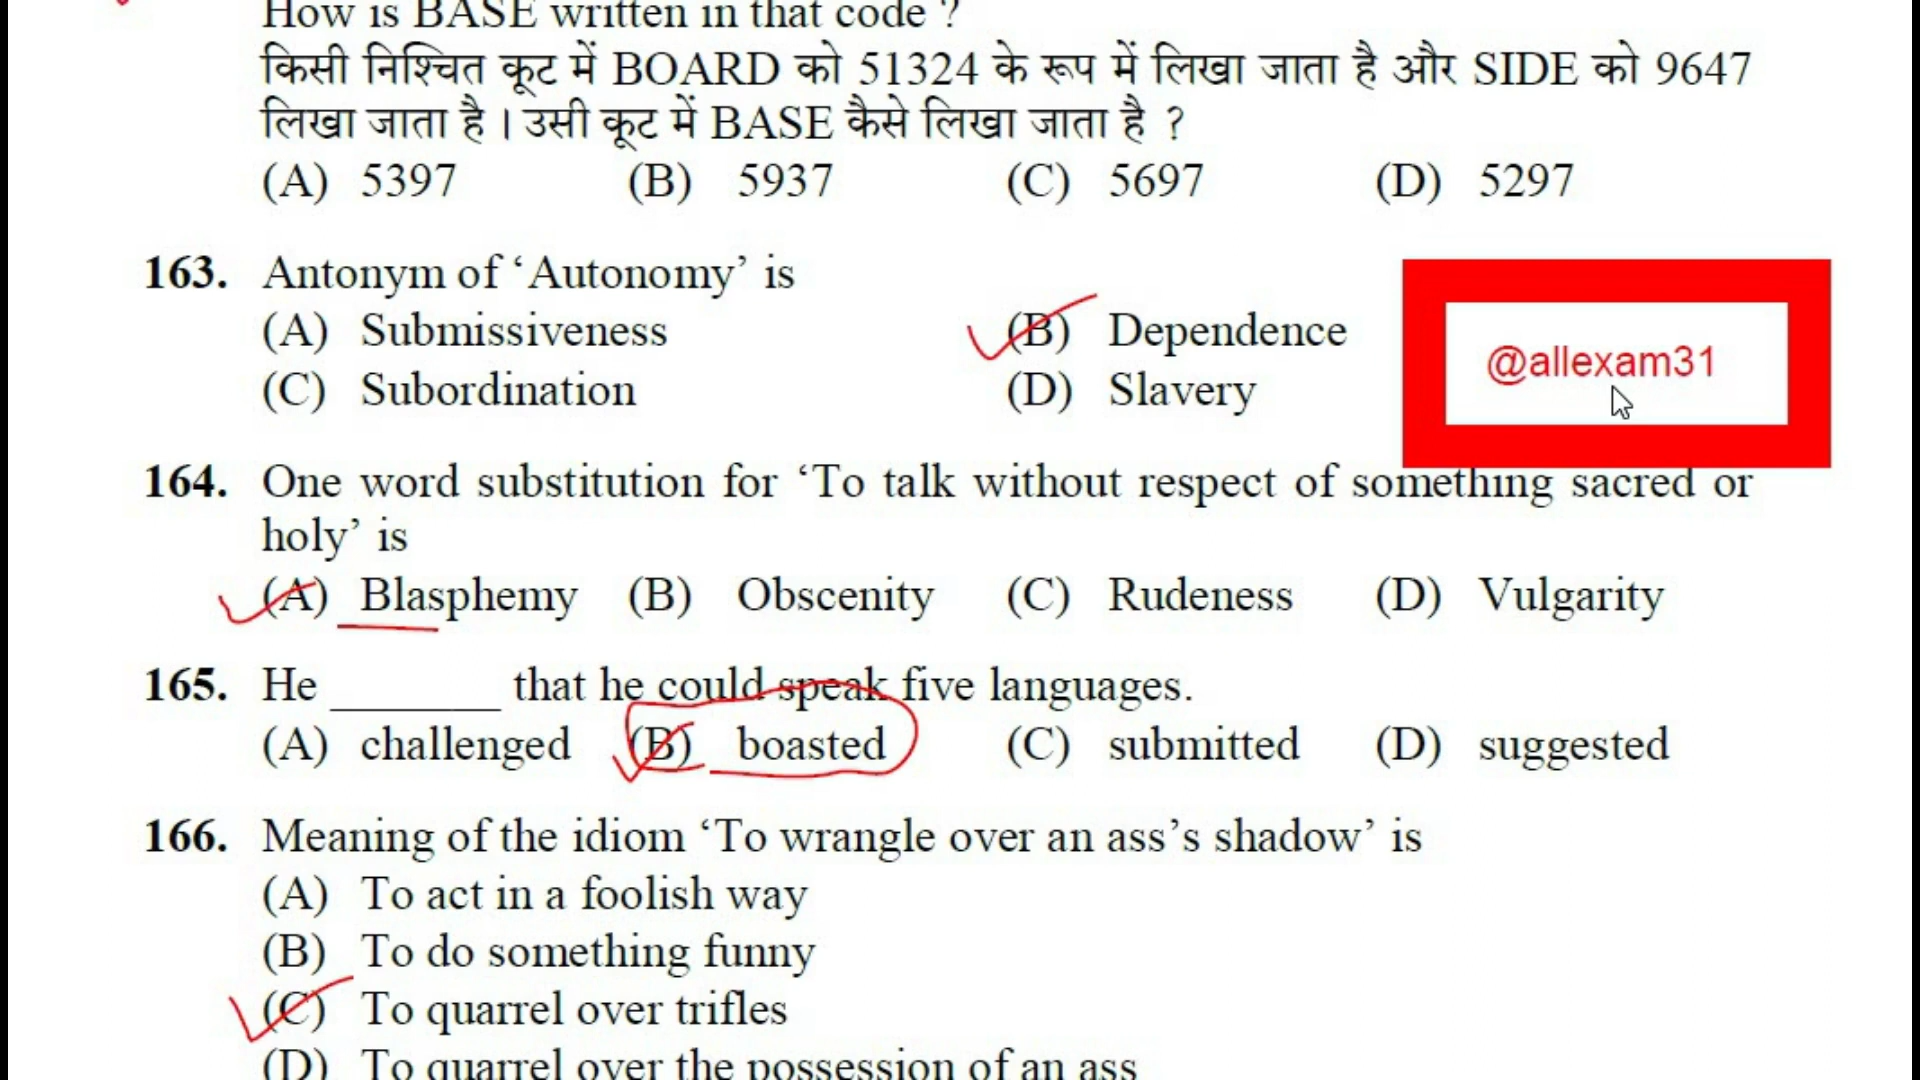 How is BASE written in that code ?
किसी निश्चित कूट में BOARD को 51324 के रूप में लिखा जाता है और SIDE को 9647
लिखा जाता है । उसी कूट में BASE कैसे लिखा जाता है ?
(A) 5397 (B) 5937 (C) 5697 (D) 5297
163. Antonym of ‘Autonomy’ is
(A) Submissiveness (B) Dependence
(C) Subordination (D) Slavery
@allexam31
164. One word substitution for ‘To talk without respect of something sacred or
holy’ is
(A) Blasphemy (B) Obscenity (C) Rudeness (D) Vulgarity
165. He _______ that he could speak five languages.
(A) challenged (B) boasted (C) submitted (D) suggested
166. Meaning of the idiom ‘To wrangle over an ass’s shadow’ is
(A) To act in a foolish way
(B) To do something funny
(C) To quarrel over trifles
(D) To quarrel over the possession of an ass